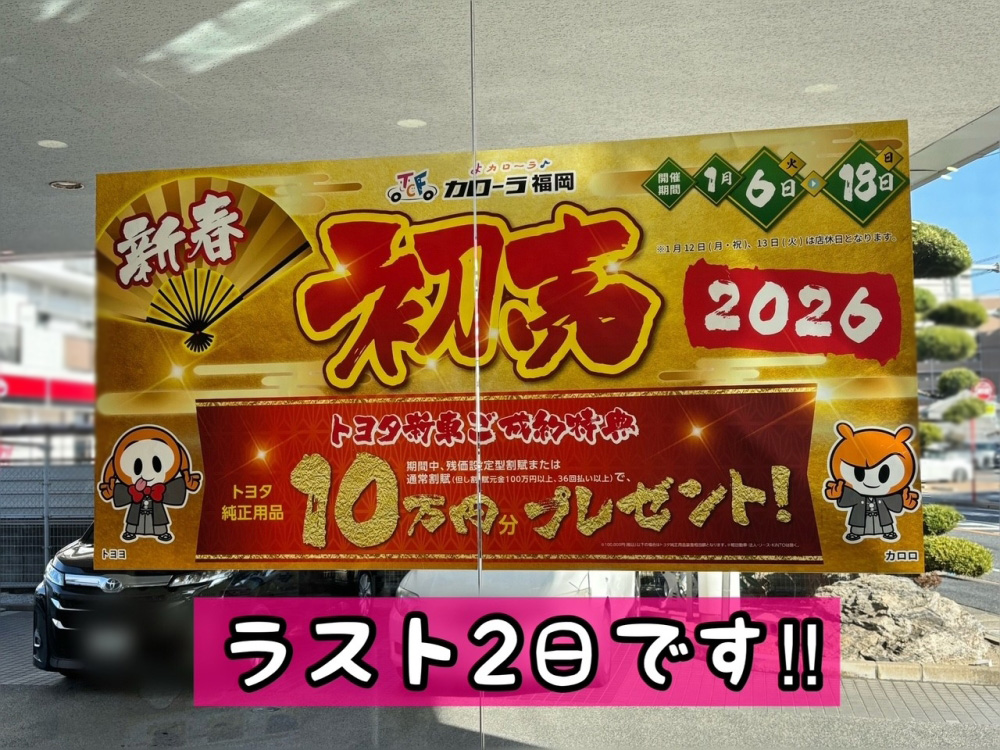 新春
よカローラ♪
TCF カローラ福岡
開催期間 1月6日火 18日日
※1月12日(月・祝)、13日(火)は店休日となります。
初売
2026
トヨタ新車ご成約特典
トヨタ
純正用品
期間中、残価設定型割賦または
通常割賦(但し割賦元金100万円以上、36回払い以上)で、
10万円分プレゼント!
トヨヨ
カロロ
ラスト2日です!!